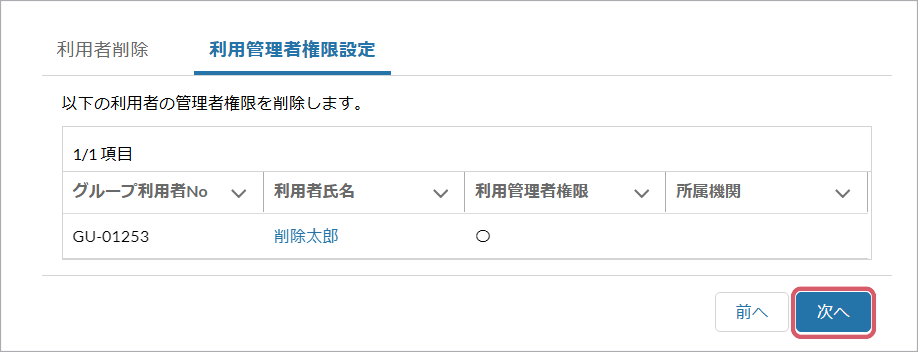 利用者削除 利用管理者権限設定
以下の利用者の管理者権限を削除します。
1/1 項目
グループ利用者No 利用者氏名 利用管理者権限 所属機関
GU-01253 削除太郎 〇
前へ 次へ